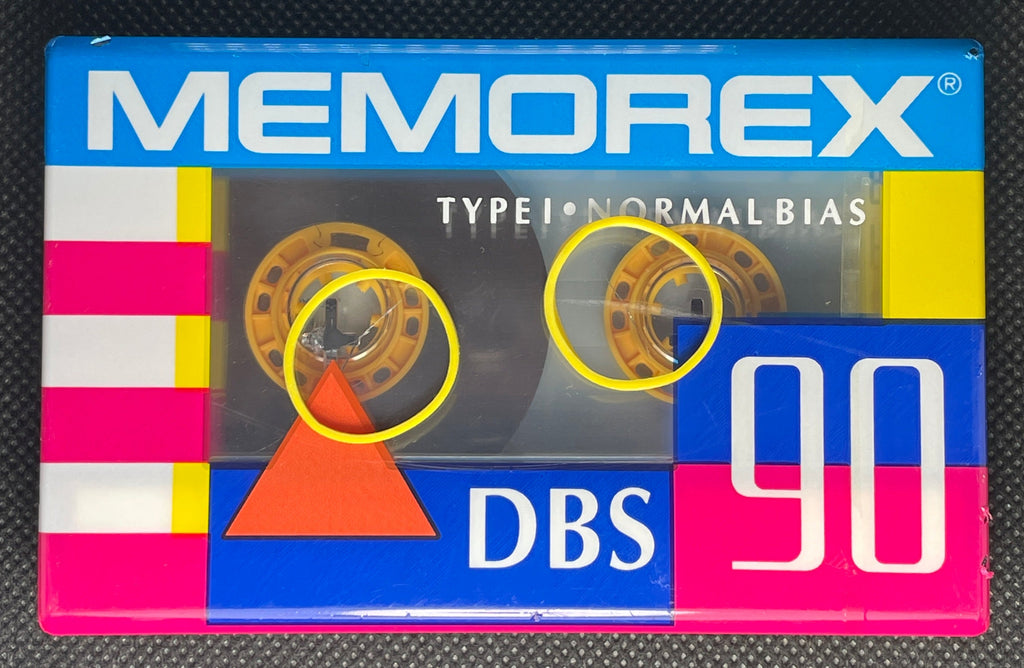 MEMOREX®
TYPE I • NORMAL BIAS
90
DBS